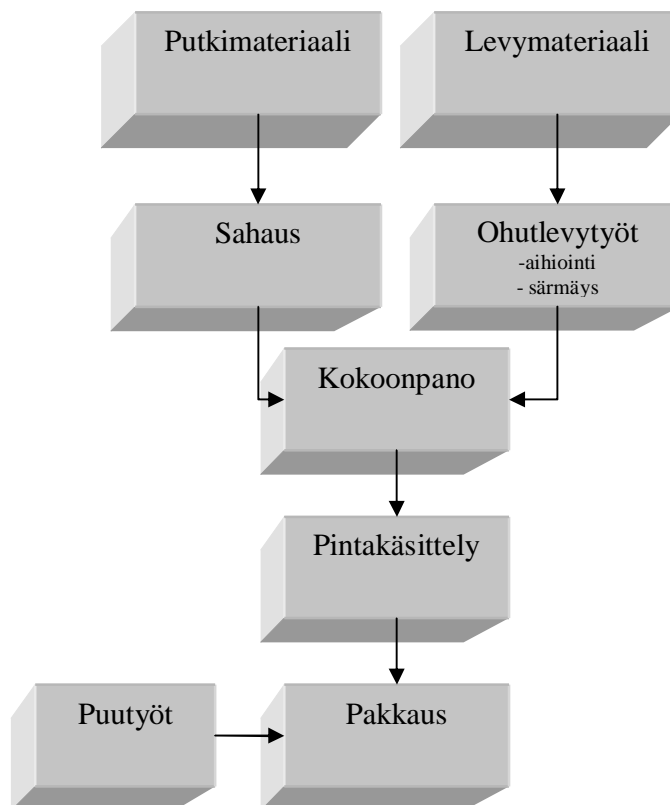 Putkimateriaali
Levymateriaali
Sahaus
Ohutlevytyöt
-aihiointi
- särmäys
Kokoonpano
Pintakäsittely
Puutyöt
Pakkaus